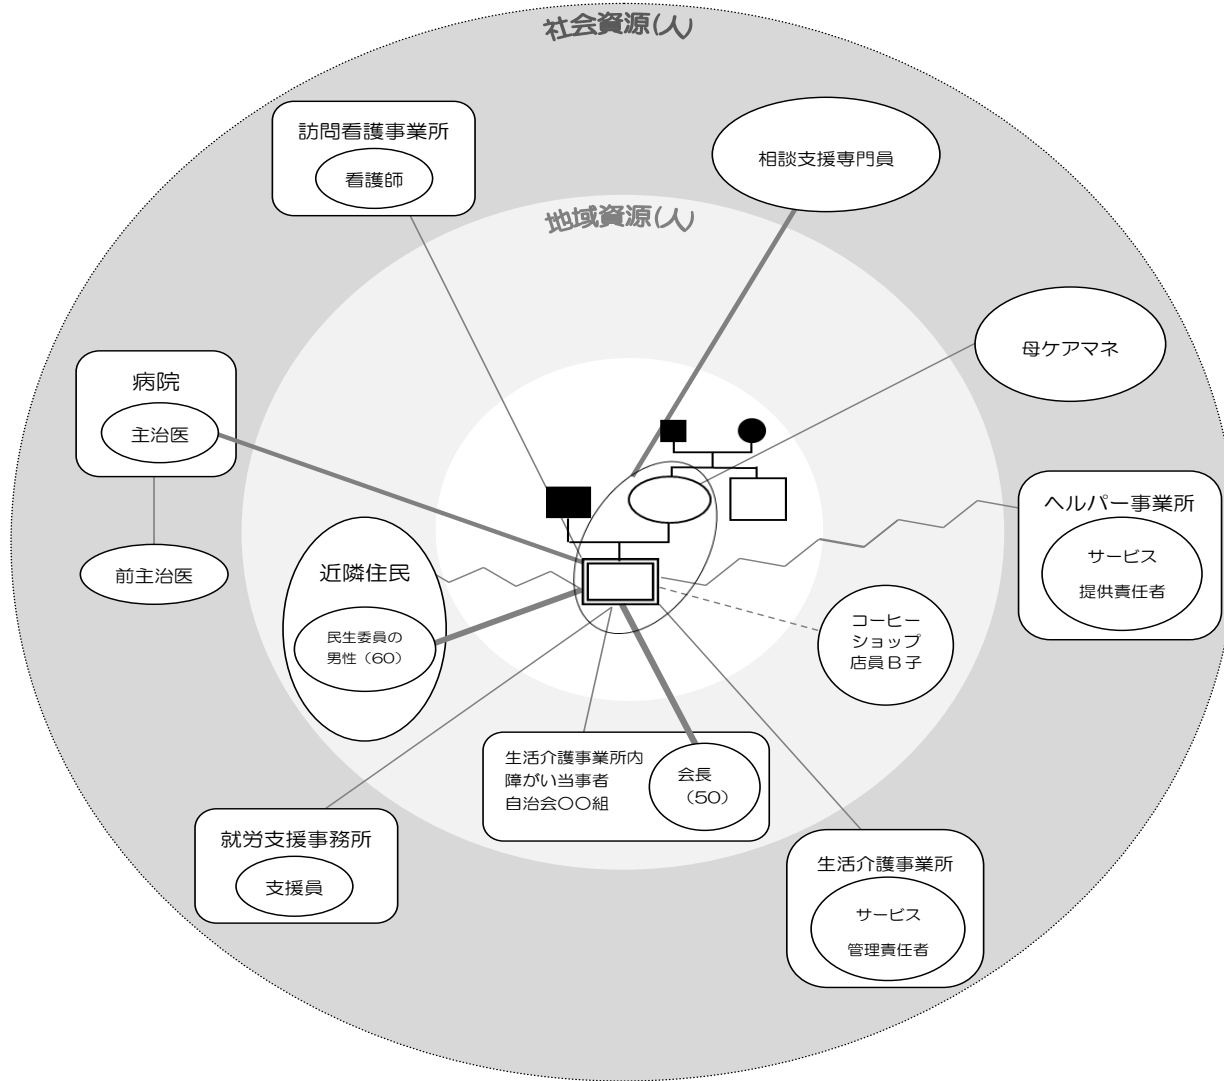 社会資源(人)
訪問看護事業所
看護師
相談支援専門員
地域資源(人)
母ケアマネ
病院
主治医
前主治医
ヘルパー事業所
サービス
提供責任者
近隣住民
民生委員の
男性(60)
コーヒー
ショップ
店員B子
生活介護事業所内
障がい当事者
自治会〇〇組
会長
(50)
就労支援事務所
支援員
生活介護事業所
サービス
管理責任者